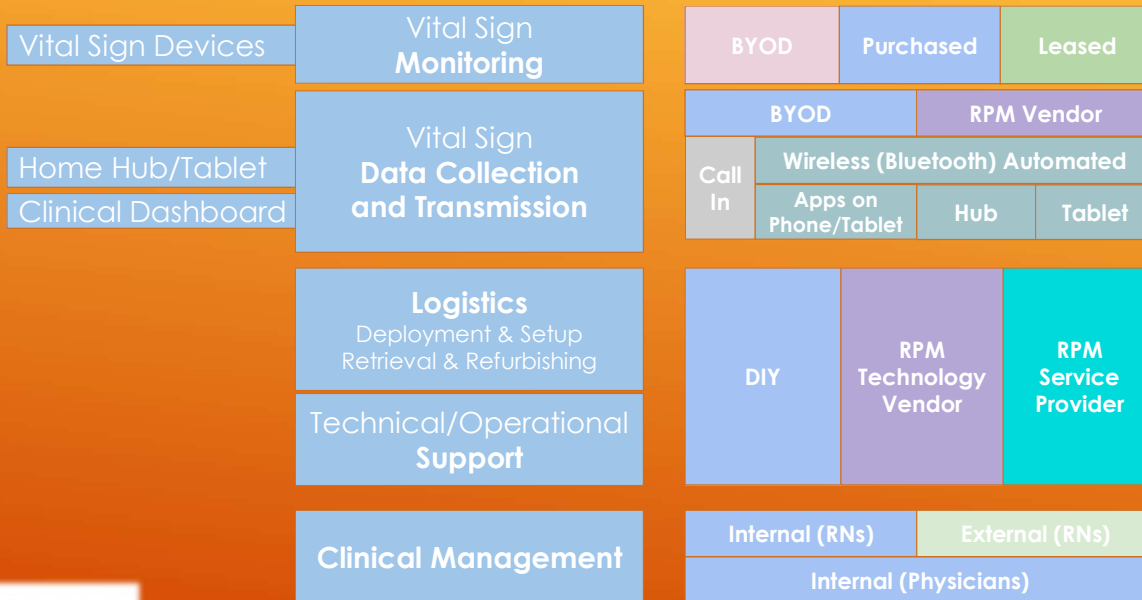 Vital Sign Devices
Vital Sign
Monitoring
BYOD
Purchased
Leased
Home Hub/Tablet
Clinical Dashboard
Vital Sign
Data Collection
and Transmission
BYOD
RPM Vendor
Call
In
Wireless (Bluetooth) Automated
Apps on
Phone/Tablet
Hub
Tablet
Logistics
Deployment & Setup
Retrieval & Refurbishing
Technical/Operational
Support
DIY
RPM
Technology
Vendor
RPM
Service
Provider
Clinical Management
Internal (RNs)
External (RNs)
Internal (Physicians)